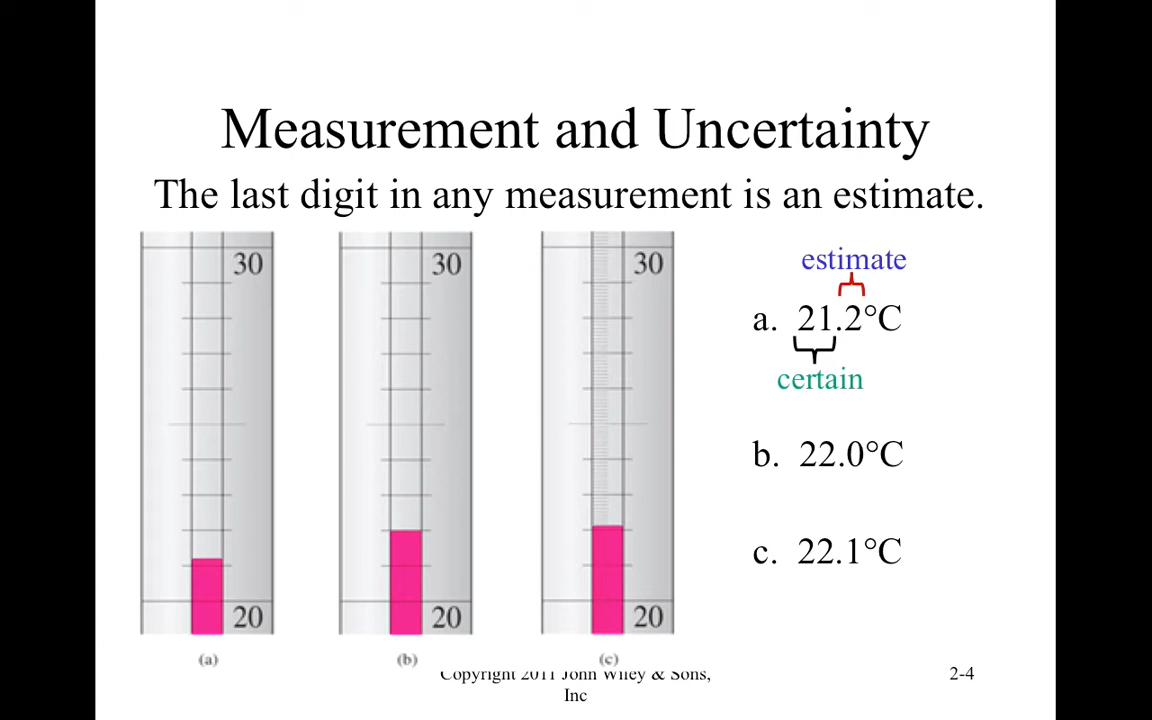 Measurement and Uncertainty
The last digit in any measurement is an estimate.
30
30
30
estimate
a. 21.2°C
certain
b. 22.0°C
c. 22.1°C
20
20
20
(a)
(b)
(c)
Copyright 2011 John Wiley & Sons,
Inc
2-4